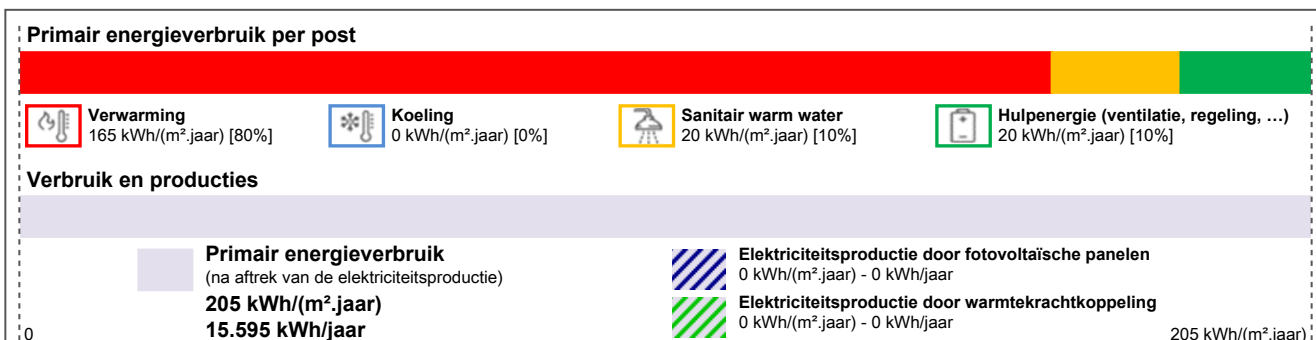 Primair energieverbruik per post
Verwarming
165 kWh/(m².jaar) [80%]
Koeling
0 kWh/(m².jaar) [0%]
Sanitair warm water
20 kWh/(m².jaar) [10%]
Hulpenergie (ventilatie, regeling, …)
20 kWh/(m².jaar) [10%]
Verbruik en producties
Primair energieverbruik
(na aftrek van de elektriciteitsproductie)
205 kWh/(m².jaar)
15.595 kWh/jaar
Elektriciteitsproductie door fotovoltaïsche panelen
0 kWh/(m².jaar) - 0 kWh/jaar
Elektriciteitsproductie door warmtekrachtkoppeling
0 kWh/(m².jaar) - 0 kWh/jaar
0
205 kWh/(m².jaar)